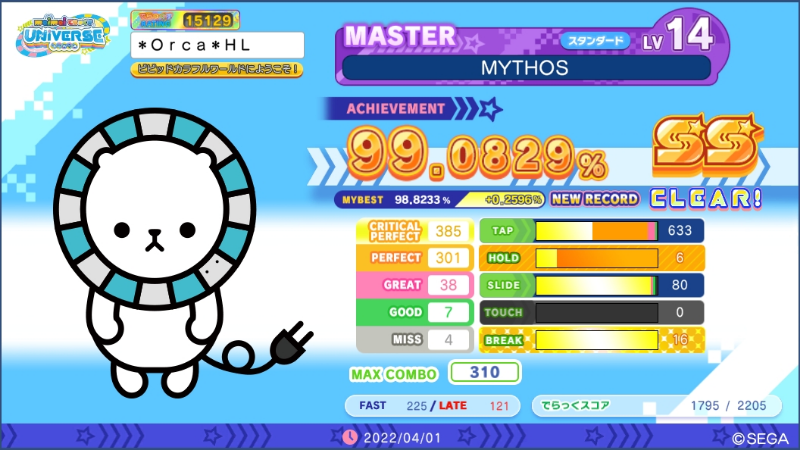 maimai でらっくす
UNiVERSE
15129
*Orca*HL
ビビッドカラフルワールドにようこそ!
MASTER
スタンダード
LV 14
MYTHOS
ACHIEVEMENT
99.0829%
SS
MYBEST 98,8233 % +0.2596% NEW RECORD
CLEAR!
CRITICAL PERFECT 385
PERFECT 301
GREAT 38
GOOD 7
MISS 4
TAP 633
HOLD 6
SLIDE 80
TOUCH 0
BREAK 16
MAX COMBO 310
FAST 225 / LATE 121
でらっくスコア 1795 / 2205
2022/04/01
©SEGA